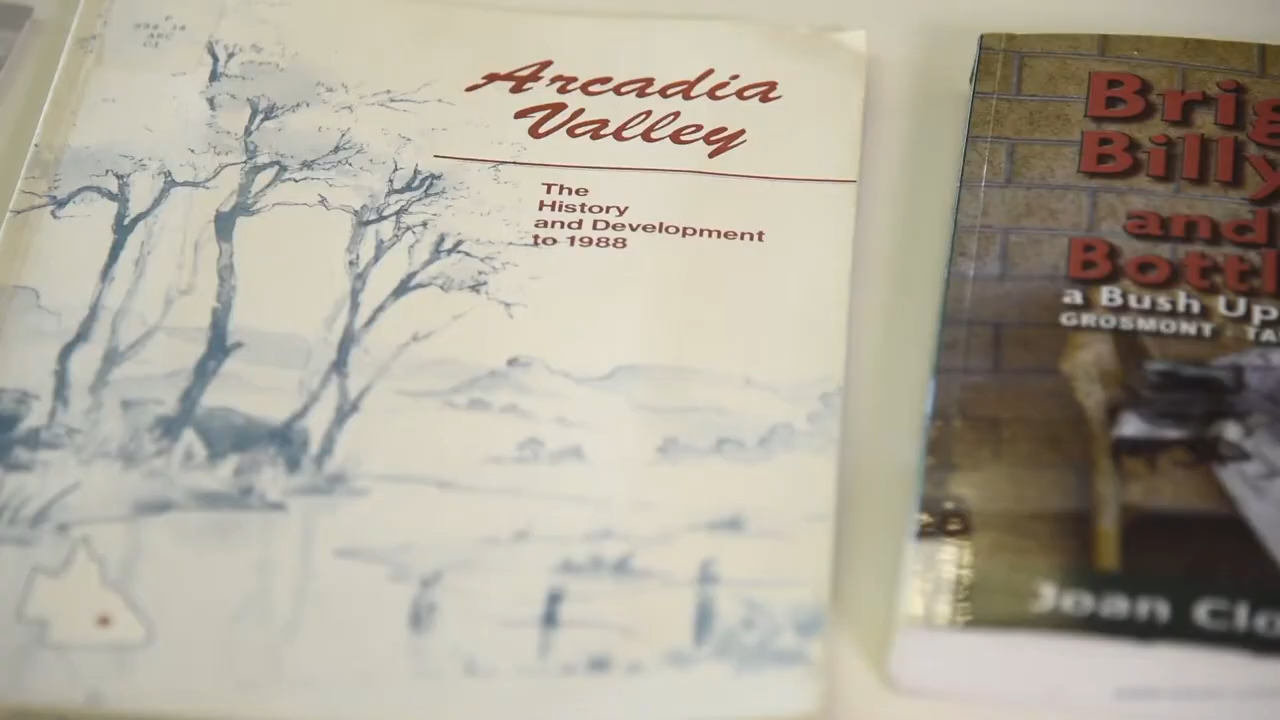 Arcadia
Valley
The
History
and Development
to 1988
Brig
Billy
and
Bottl
a Bush Up
GROSMONT TA
Joan Clo